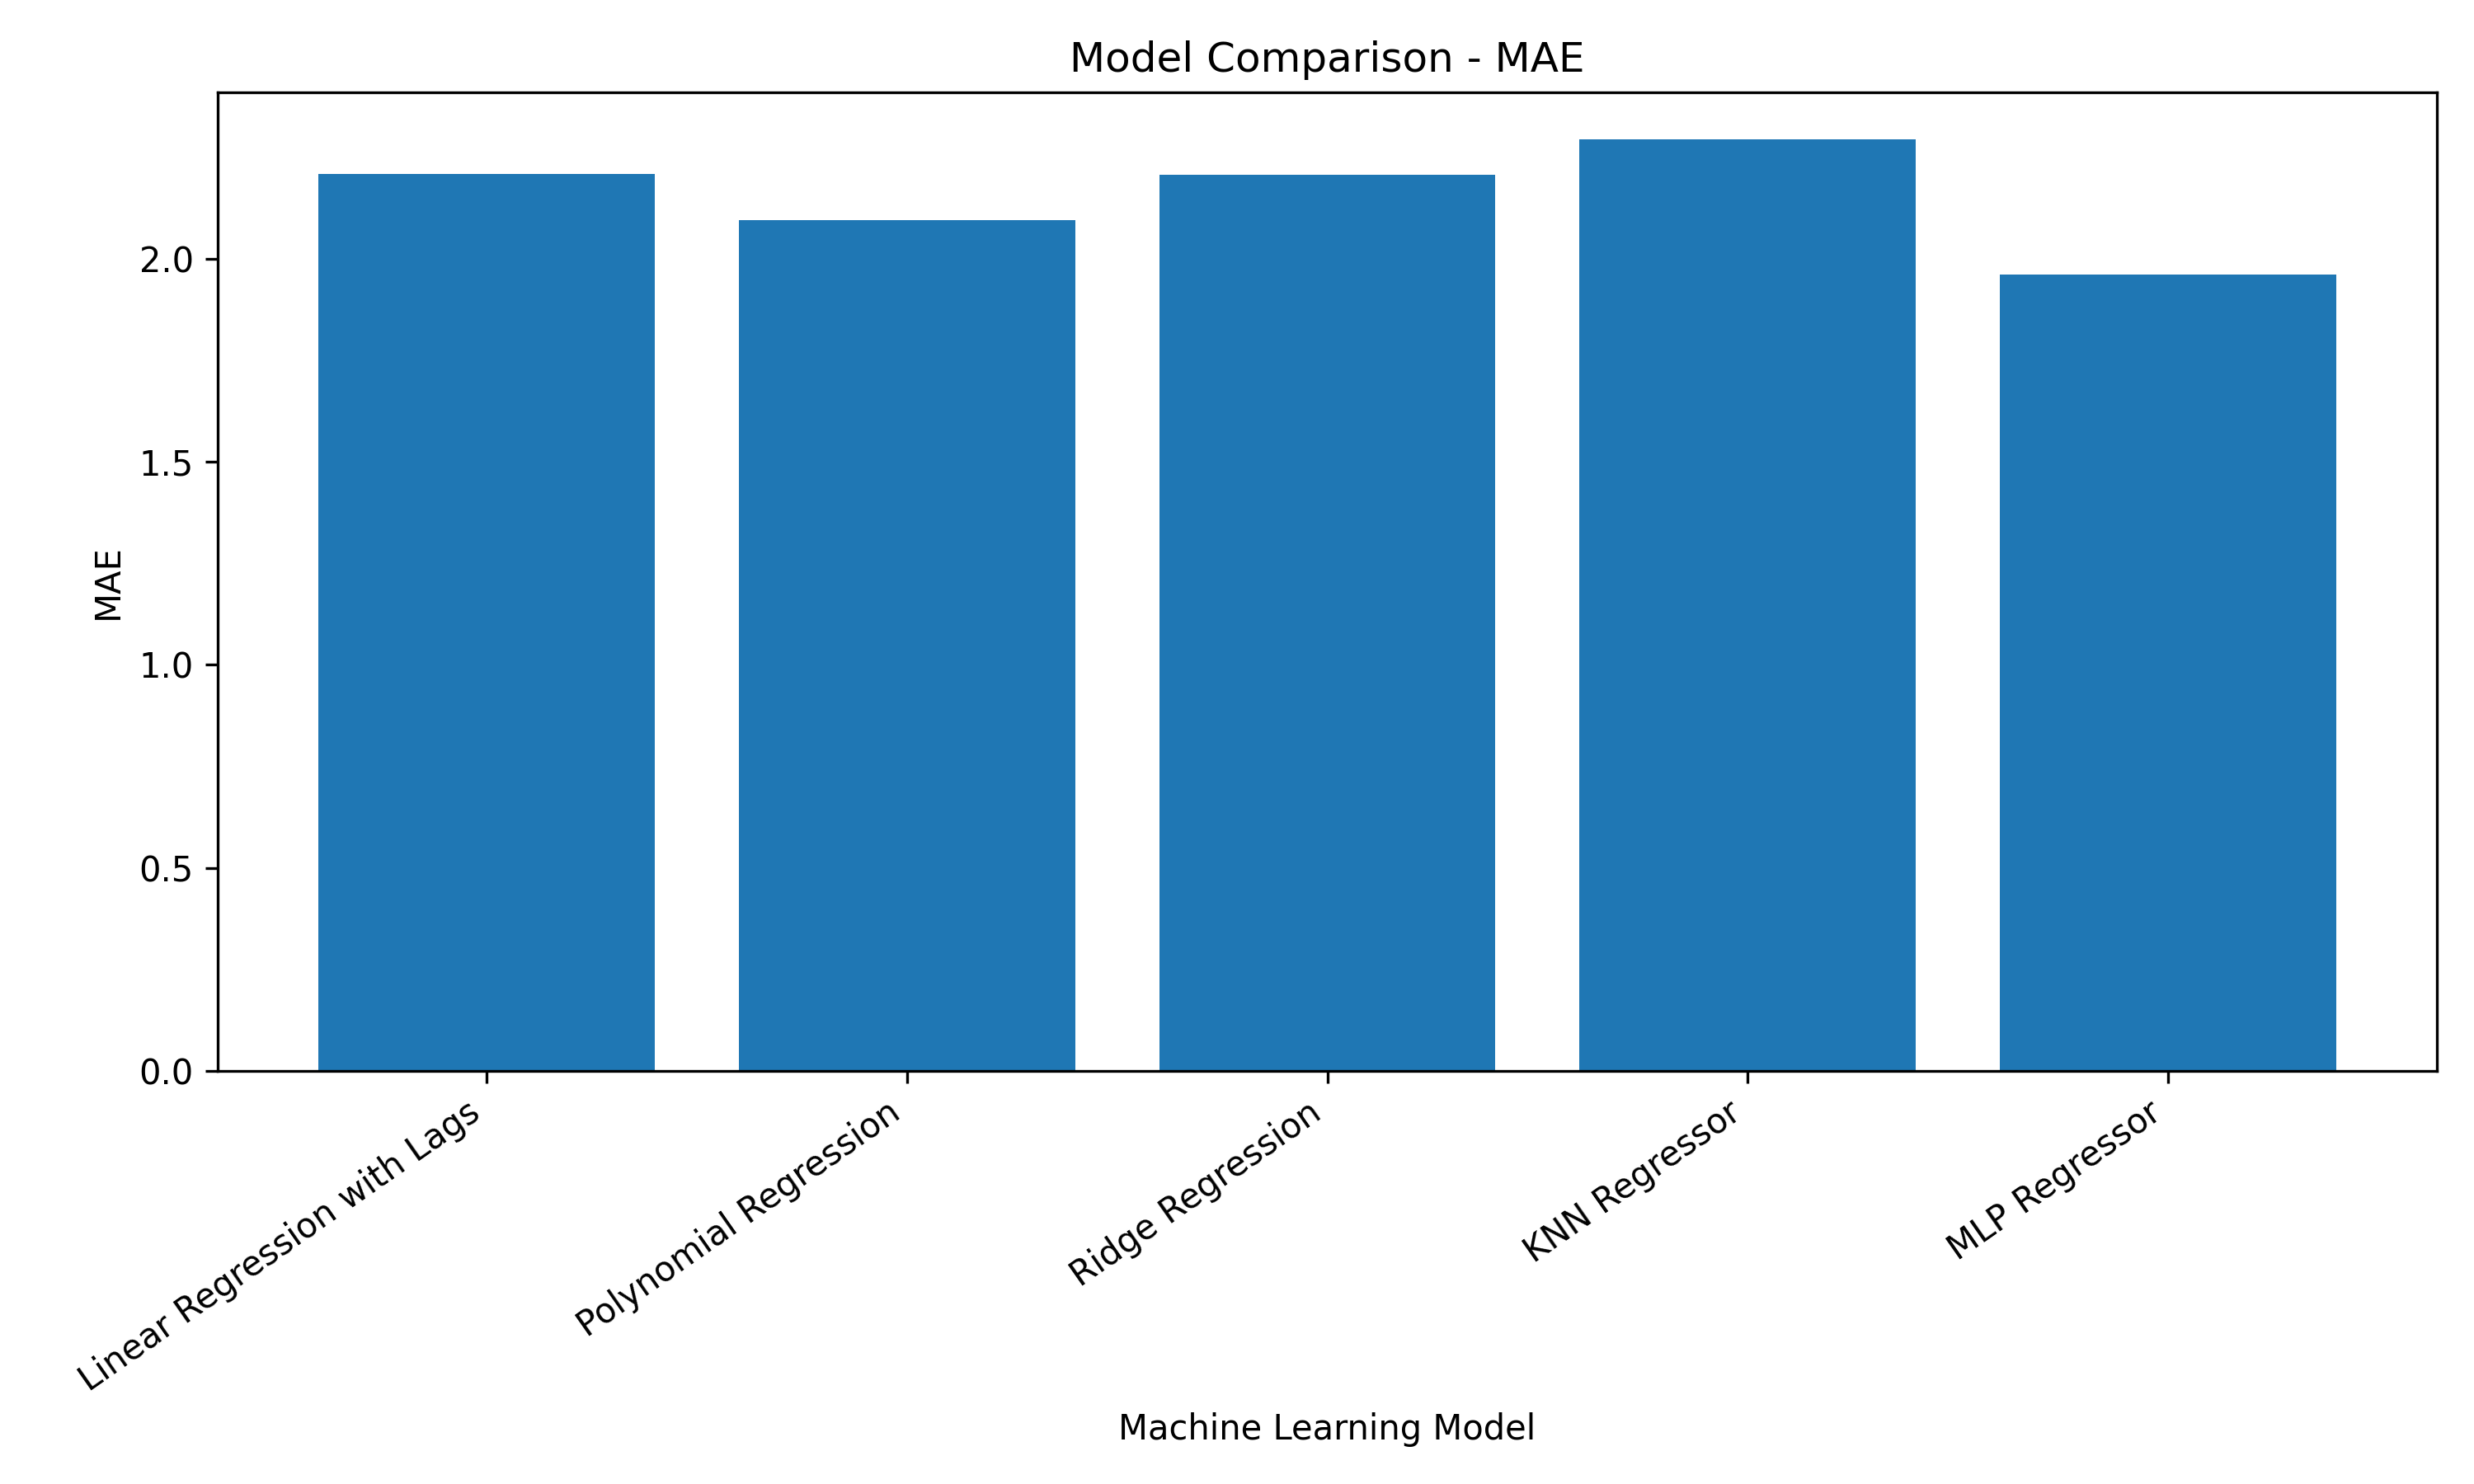 Model Comparison - MAE
MAE
2.0
1.5
1.0
0.5
0.0
Linear Regression with Lags
Polynomial Regression
Ridge Regression
KNN Regressor
MLP Regressor
Machine Learning Model